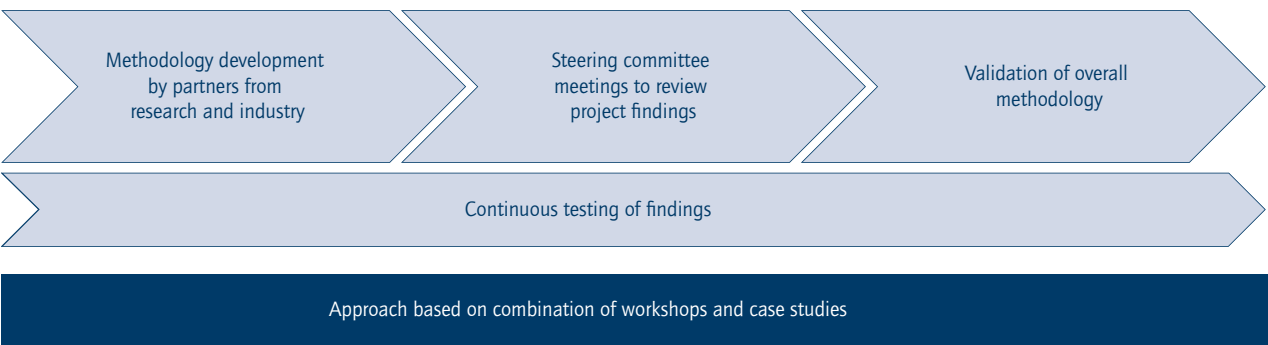 Methodology development
by partners from
research and industry
Steering committee
meetings to review
project findings
Validation of overall
methodology
Continuous testing of findings
Approach based on combination of workshops and case studies